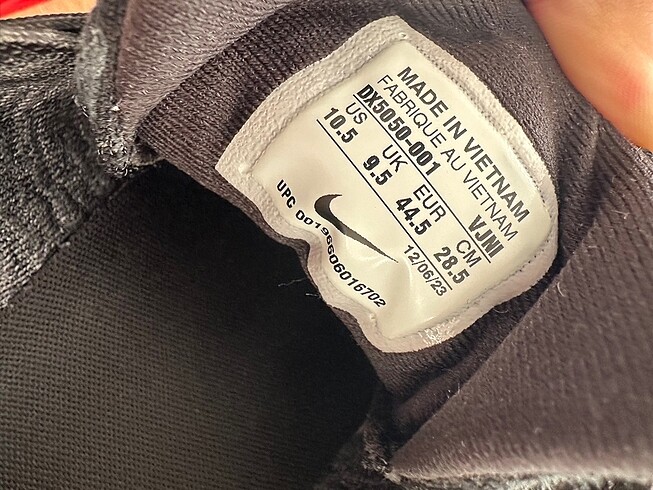 MADE IN VIETNAM
FABRIQUE AU VIETNAM
DX5050-001 VJNI
US UK EUR CM
10.5 9.5 44.5 28.5
12/06/23
UPC 00196606016702